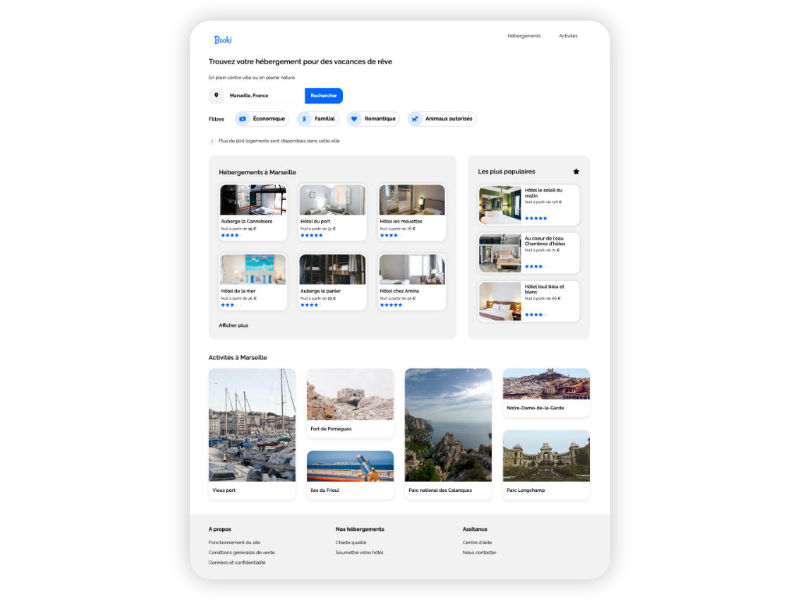 Booki
Hébergements
Activités
Trouvez votre hébergement pour des vacances de rêve
En plein centre ville ou en pleine nature
Marseille, France
Rechercher
Filtres
Économique
Familial
Romantique
Animaux autorisés
Plus de 500 logements sont disponibles dans cette ville
Hébergements à Marseille
Auberge la Cannebière
Nuit à partir de 25 €
Hôtel du port
Nuit à partir de 52 €
Hôtel les mouettes
Nuit à partir de 76 €
Hôtel de la mer
Nuit à partir de 46 €
Auberge le panier
Nuit à partir de 23 €
Hôtel chez Amina
Nuit à partir de 96 €
Afficher plus
Les plus populaires
Hôtel le soleil du
matin
Nuit à partir de 128 €
Au coeur de l'eau
Chambres d'hôtes
Nuit à partir de 71 €
Hôtel tout bleu et
blanc
Nuit à partir de 68 €
Activités à Marseille
Vieux port
Fort de Pomègues
Iles du Frioul
Parc national des Calanques
Notre-Dame-de-la-Garde
Parc Longchamp
A propos
Fonctionnement du site
Conditions générales de vente
Données et confidentialité
Nos hébergements
Charte qualité
Soumettre votre hôtel
Assitance
Centre d'aide
Nous contacter